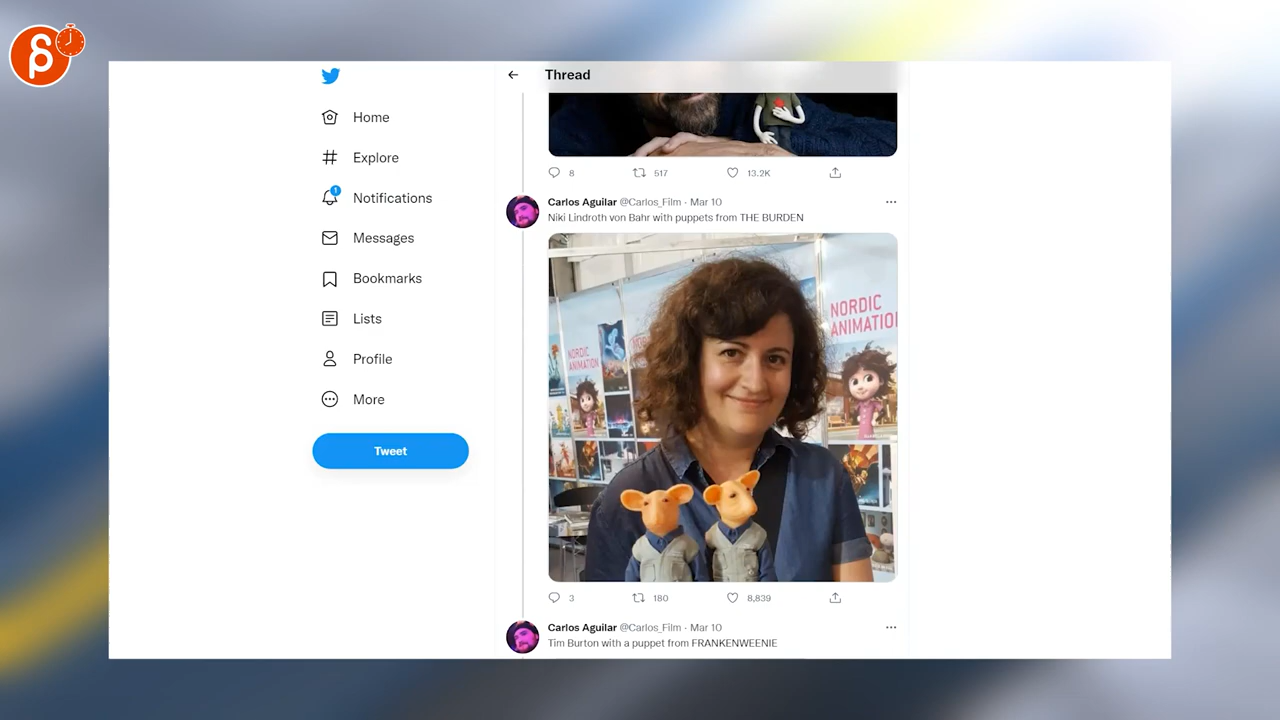 Thread
Home
Explore
Notifications
1
Messages
Bookmarks
Lists
Profile
More
Tweet
8 517 13.2K
Carlos Aguilar @Carlos_Film · Mar 10
Niki Lindroth von Bahr with puppets from THE BURDEN
NORDIC
ANIMATION
NORDIC
ANIMATIO
3 180 8,839
Carlos Aguilar @Carlos_Film · Mar 10
Tim Burton with a puppet from FRANKENWEENIE